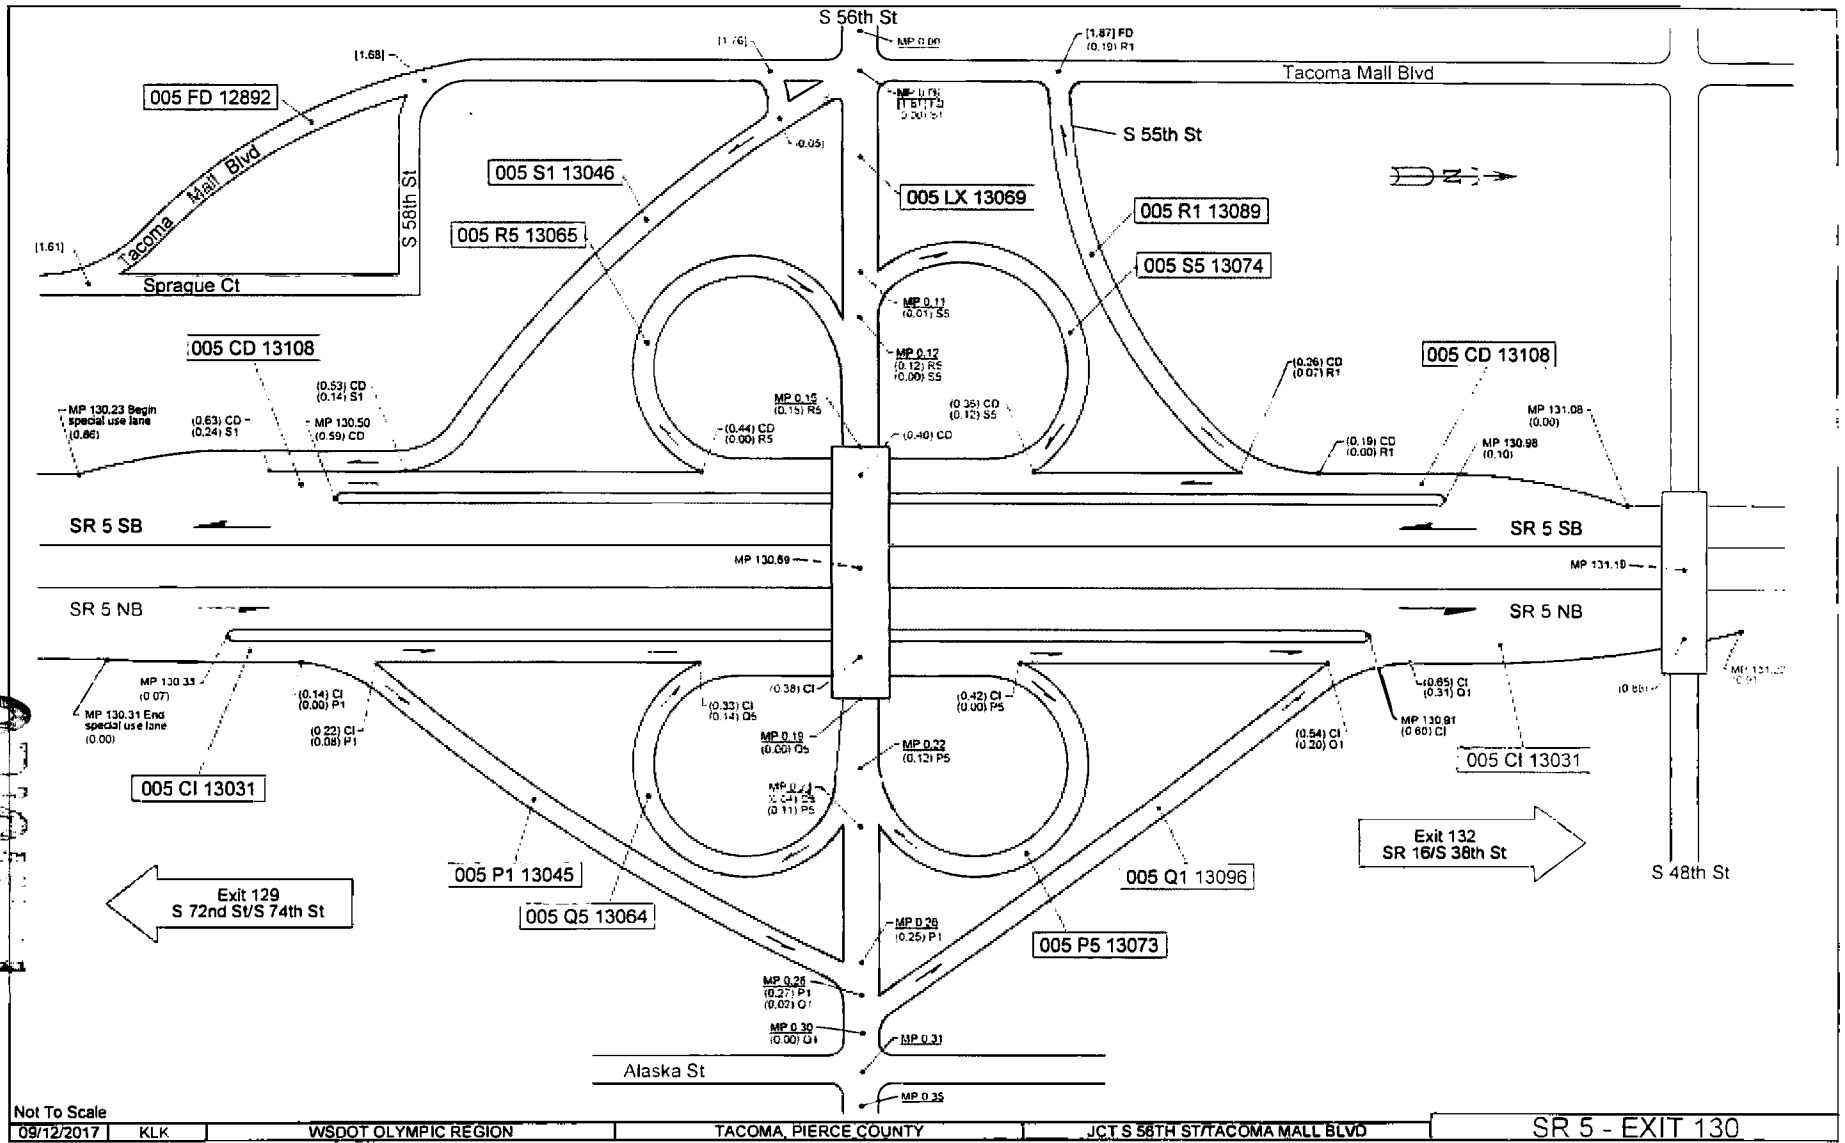 S 56th St
MP 0.00
[1.87] FD
(0.19) R1
[1.76]
[1.68]
Tacoma Mall Blvd
005 FD 12892
S 55th St
(0.05)
Tacoma Mall Blvd
S 58th St
005 S1 13046
005 LX 13069
N
005 R1 13089
005 R5 13065
[1.61]
005 S5 13074
Sprague Ct
MP 0.11
(0.01) S5
005 CD 13108
MP 0.12
(0.12) R5
(0.00) S5
005 CD 13108
(0.26) CD
(0.07) R1
(0.53) CD
(0.14) S1
MP 0.15
(0.15) R5
(0.35) CD
(0.12) S5
MP 130.23 Begin
special use lane
(0.86)
(0.63) CD
(0.24) S1
MP 130.50
(0.59) CD
(0.44) CD
(0.00) R5
(0.40) CD
(0.19) CD
(0.00) R1
MP 131.08
(0.00)
MP 130.98
(0.10)
SR 5 SB
SR 5 SB
MP 130.69
MP 131.19
SR 5 NB
SR 5 NB
MP 130.33
(0.07)
(0.14) CI
(0.00) P1
(0.38) CI
(0.42) CI
(0.00) P5
(0.65) CI
(0.31) Q1
MP 130.31 End
special use lane
(0.00)
(0.22) CI
(0.08) P1
(0.33) CI
(0.14) Q5
MP 0.19
(0.00) Q5
MP 0.22
(0.12) P5
(0.54) CI
(0.20) Q1
MP 130.91
(0.60) CI
005 CI 13031
005 CI 13031
(0.11) P5
Exit 132
SR 16/S 38th St
S 48th St
005 P1 13045
005 Q1 13096
Exit 129
S 72nd St/S 74th St
005 Q5 13064
MP 0.26
(0.25) P1
005 P5 13073
MP 0.28
(0.27) P1
(0.02) Q1
MP 0.30
(0.00) Q1
MP 0.31
Alaska St
MP 0.35
Not To Scale
09/12/2017 KLK WSDOT OLYMPIC REGION TACOMA, PIERCE COUNTY JCT S 56TH ST/TACOMA MALL BLVD SR 5 - EXIT 130